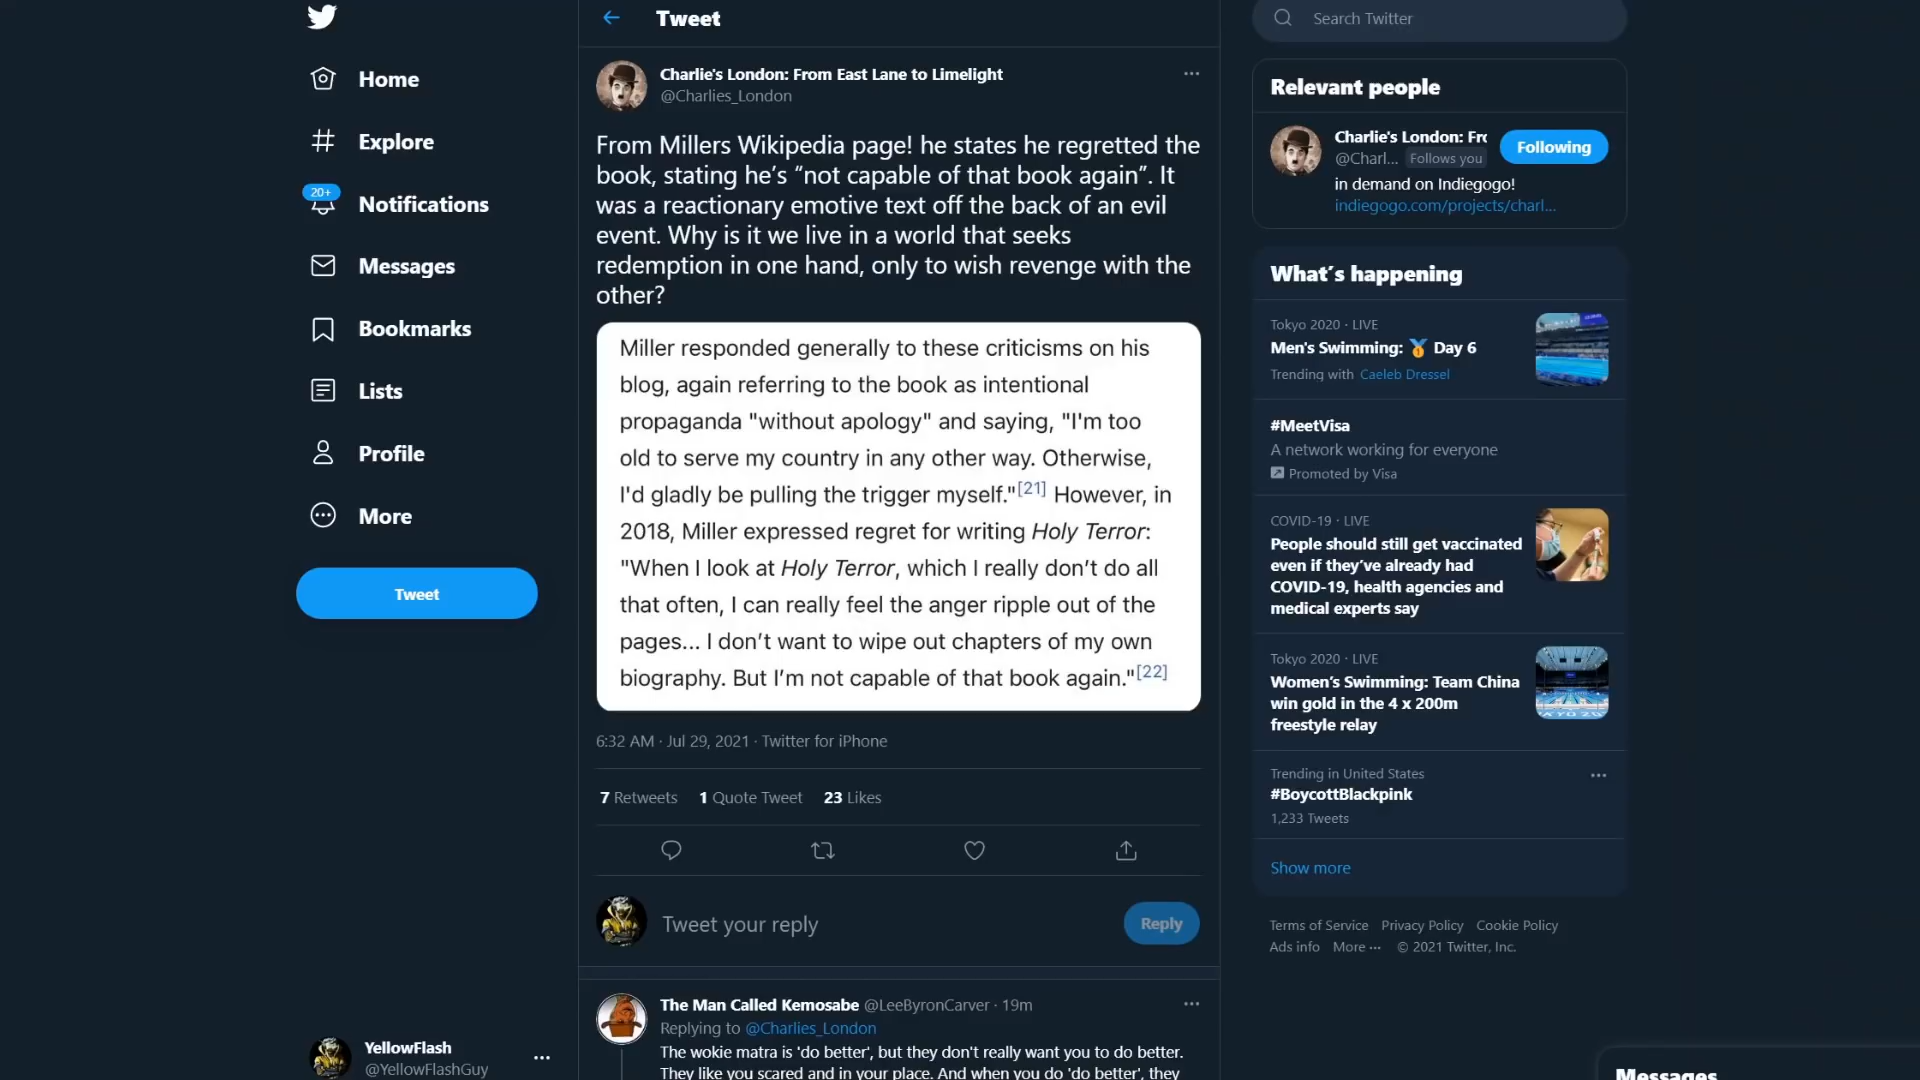 Home
Explore
20+
Notifications
Messages
Bookmarks
Lists
Profile
More
Tweet
YellowFlash
@YellowFlashGuy
Tweet
Charlie's London: From East Lane to Limelight
@Charlies_London
From Millers Wikipedia page! he states he regretted the
book, stating he’s “not capable of that book again”. It
was a reactionary emotive text off the back of an evil
event. Why is it we live in a world that seeks
redemption in one hand, only to wish revenge with the
other?
Miller responded generally to these criticisms on his
blog, again referring to the book as intentional
propaganda "without apology" and saying, "I'm too
old to serve my country in any other way. Otherwise,
I'd gladly be pulling the trigger myself."[21] However, in
2018, Miller expressed regret for writing Holy Terror:
"When I look at Holy Terror, which I really don’t do all
that often, I can really feel the anger ripple out of the
pages... I don’t want to wipe out chapters of my own
biography. But I’m not capable of that book again."[22]
6:32 AM · Jul 29, 2021 · Twitter for iPhone
7 Retweets 1 Quote Tweet 23 Likes
Tweet your reply
Reply
The Man Called Kemosabe @LeeByronCarver · 19m
Replying to @Charlies_London
The wokie matra is 'do better', but they don't really want you to do better.
They like you scared and in your place. And when you do 'do better', they
Search Twitter
Relevant people
Charlie's London: Fro
Following
@Charl... Follows you
in demand on Indiegogo!
indiegogo.com/projects/charl...
What's happening
Tokyo 2020 · LIVE
Men's Swimming: 🥇 Day 6
Trending with Caeleb Dressel
#MeetVisa
A network working for everyone
Promoted by Visa
COVID-19 · LIVE
People should still get vaccinated
even if they’ve already had
COVID-19, health agencies and
medical experts say
Tokyo 2020 · LIVE
Women’s Swimming: Team China
win gold in the 4 x 200m
freestyle relay
Trending in United States
#BoycottBlackpink
1,233 Tweets
Show more
Terms of Service Privacy Policy Cookie Policy
Ads info More ··· © 2021 Twitter, Inc.
Messages